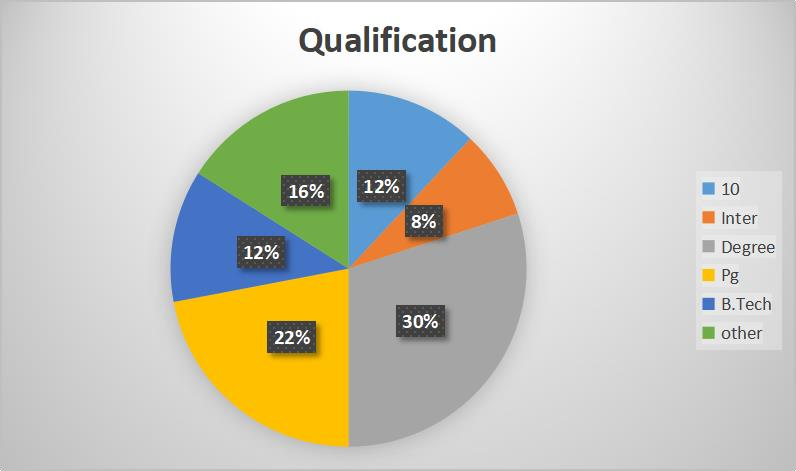 Qualification
12%
8%
30%
22%
12%
16%
10
Inter
Degree
Pg
B.Tech
other